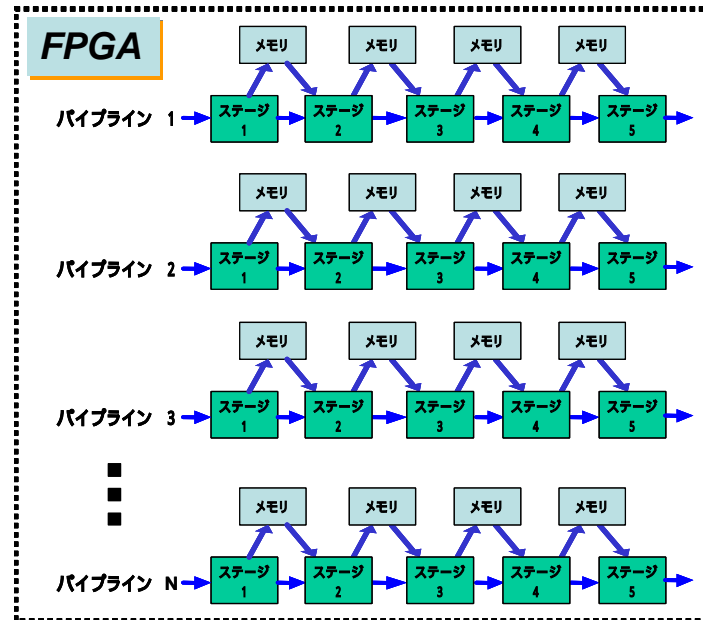 FPGA
メモリ メモリ メモリ メモリ
パイプライン 1 ステージ 1 ステージ 2 ステージ 3 ステージ 4 ステージ 5
メモリ メモリ メモリ メモリ
パイプライン 2 ステージ 1 ステージ 2 ステージ 3 ステージ 4 ステージ 5
メモリ メモリ メモリ メモリ
パイプライン 3 ステージ 1 ステージ 2 ステージ 3 ステージ 4 ステージ 5
メモリ メモリ メモリ メモリ
パイプライン N ステージ 1 ステージ 2 ステージ 3 ステージ 4 ステージ 5